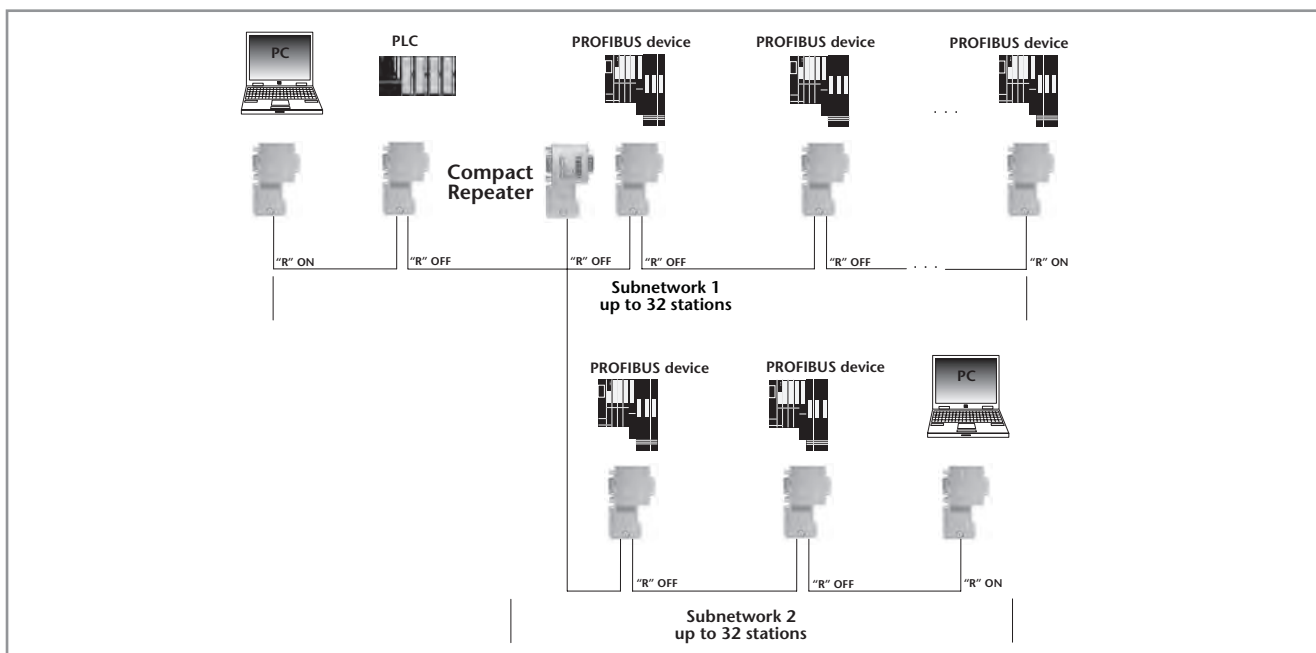 PC
PLC
PROFIBUS device
PROFIBUS device
PROFIBUS device
. . .
Compact
Repeater
“R” ON
“R” OFF
“R” OFF
“R” OFF
“R” OFF
. . .
“R” ON
Subnetwork 1
up to 32 stations
PROFIBUS device
PROFIBUS device
PC
“R” OFF
“R” OFF
“R” ON
Subnetwork 2
up to 32 stations